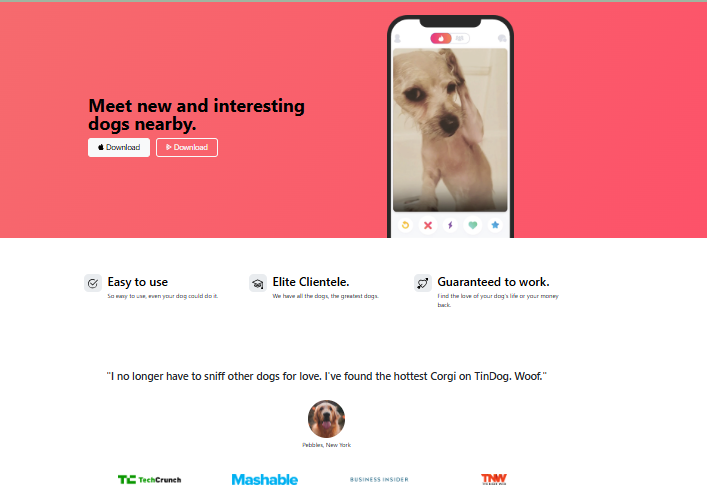 Meet new and interesting
dogs nearby.
Download
Download
Easy to use
So easy to use, even your dog could do it.
Elite Clientele.
We have all the dogs, the greatest dogs.
Guaranteed to work.
Find the love of your dog's life or your money
back.
"I no longer have to sniff other dogs for love. I've found the hottest Corgi on TinDog. Woof."
Pebbles, New York
TC TechCrunch
Mashable
BUSINESS INSIDER
TNW